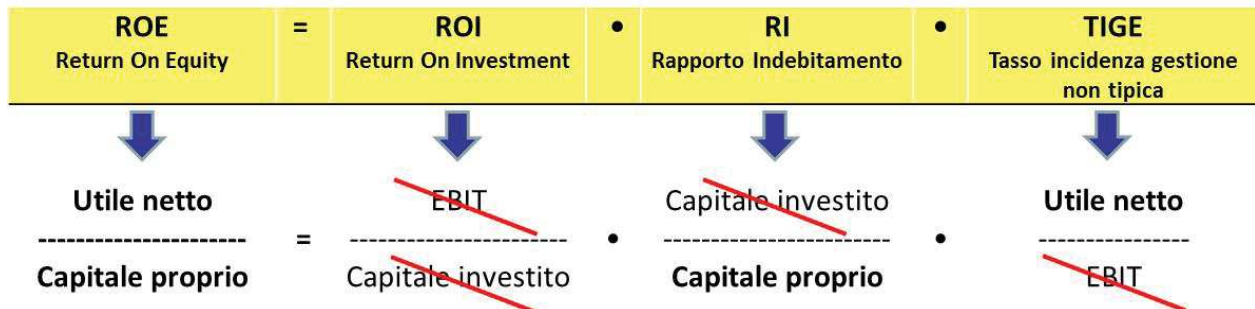 ROE = ROI • RI • TIGE
Return On Equity Return On Investment Rapporto Indebitamento Tasso incidenza gestione
non tipica
Utile netto EBIT Capitale investito Utile netto
---------------------- = ----------------------- • ------------------------ • ----------------
Capitale proprio Capitale investito Capitale proprio EBIT